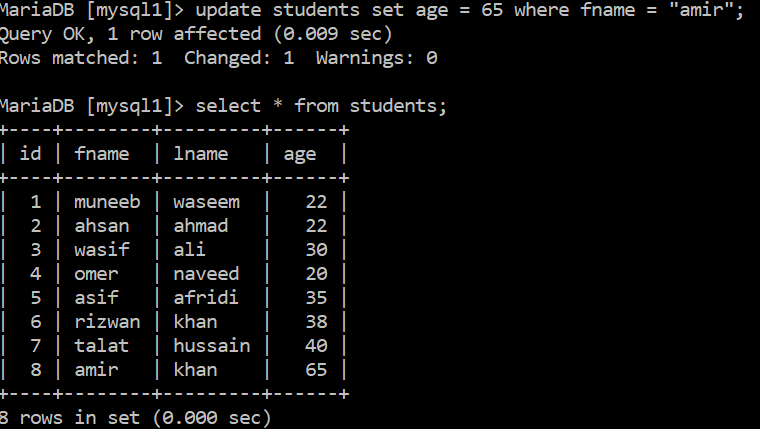 MariaDB [mysql1]> update students set age = 65 where fname = "amir";
Query OK, 1 row affected (0.009 sec)
Rows matched: 1  Changed: 1  Warnings: 0

MariaDB [mysql1]> select * from students;
+----+--------+---------+------+
| id | fname  | lname   | age  |
+----+--------+---------+------+
|  1 | muneeb | waseem  |   22 |
|  2 | ahsan  | ahmad   |   22 |
|  3 | wasif  | ali     |   30 |
|  4 | omer   | naveed  |   20 |
|  5 | asif   | afridi  |   35 |
|  6 | rizwan | khan    |   38 |
|  7 | talat  | hussain |   40 |
|  8 | amir   | khan    |   65 |
+----+--------+---------+------+
8 rows in set (0.000 sec)